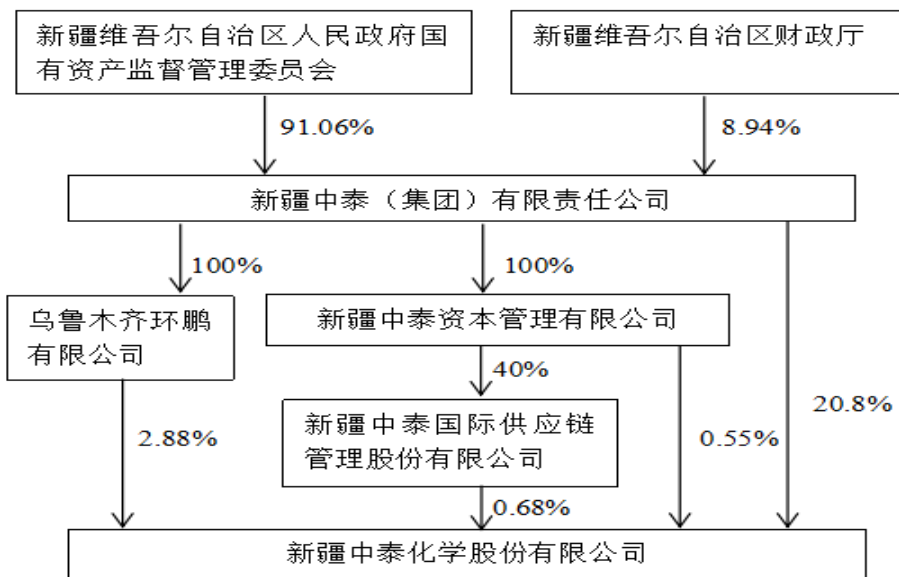 新疆维吾尔自治区人民政府国
有资产监督管理委员会
新疆维吾尔自治区财政厅
91.06%
8.94%
新疆中泰（集团）有限责任公司
100%
100%
乌鲁木齐环鹏
有限公司
新疆中泰资本管理有限公司
40%
新疆中泰国际供应链
管理股份有限公司
2.88%
0.55%
20.8%
0.68%
新疆中泰化学股份有限公司